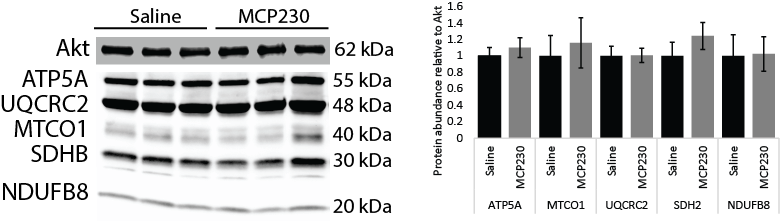 Saline MCP230
Akt 62 kDa
ATP5A 55 kDa
UQCRC2 48 kDa
MTCO1 40 kDa
SDHB 30 kDa
NDUFB8 20 kDa
Protein abundance relative to Akt
1.6
1.4
1.2
1
0.8
0.6
0.4
0.2
0
Saline MCP230 Saline MCP230 Saline MCP230 Saline MCP230 Saline MCP230
ATP5A MTCO1 UQCRC2 SDH2 NDUFB8